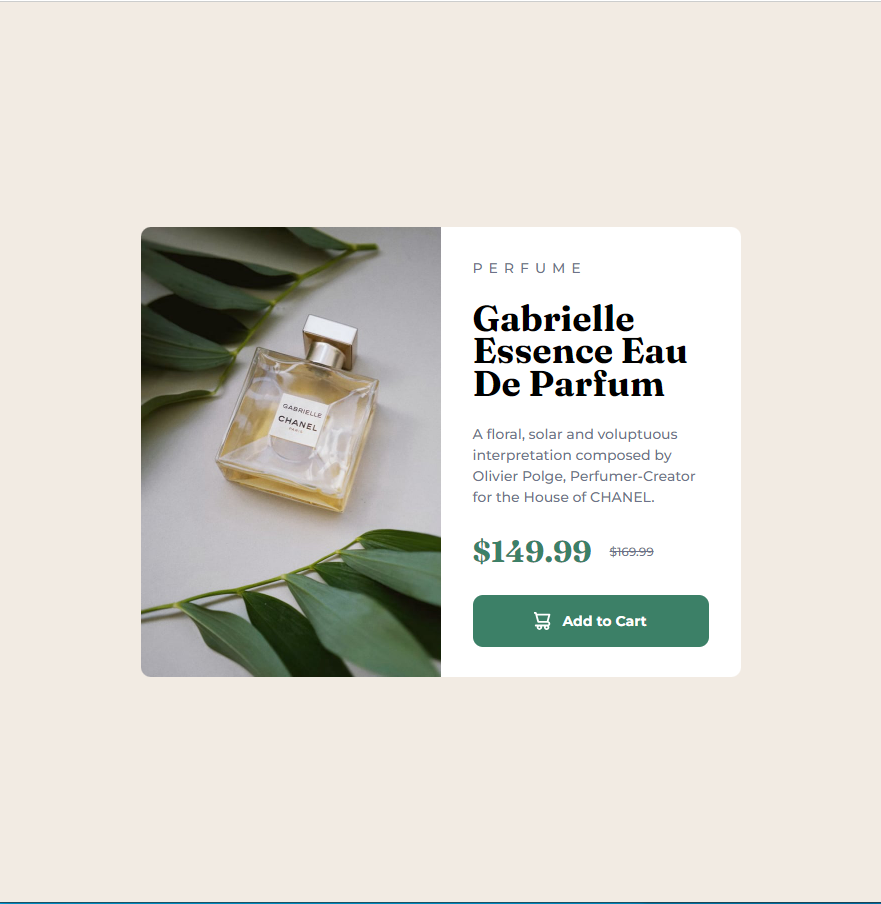 GABRIELLE
CHANEL
PARIS
PERFUME
Gabrielle
Essence Eau
De Parfum
A floral, solar and voluptuous
interpretation composed by
Olivier Polge, Perfumer-Creator
for the House of CHANEL.
$149.99 $169.99
Add to Cart